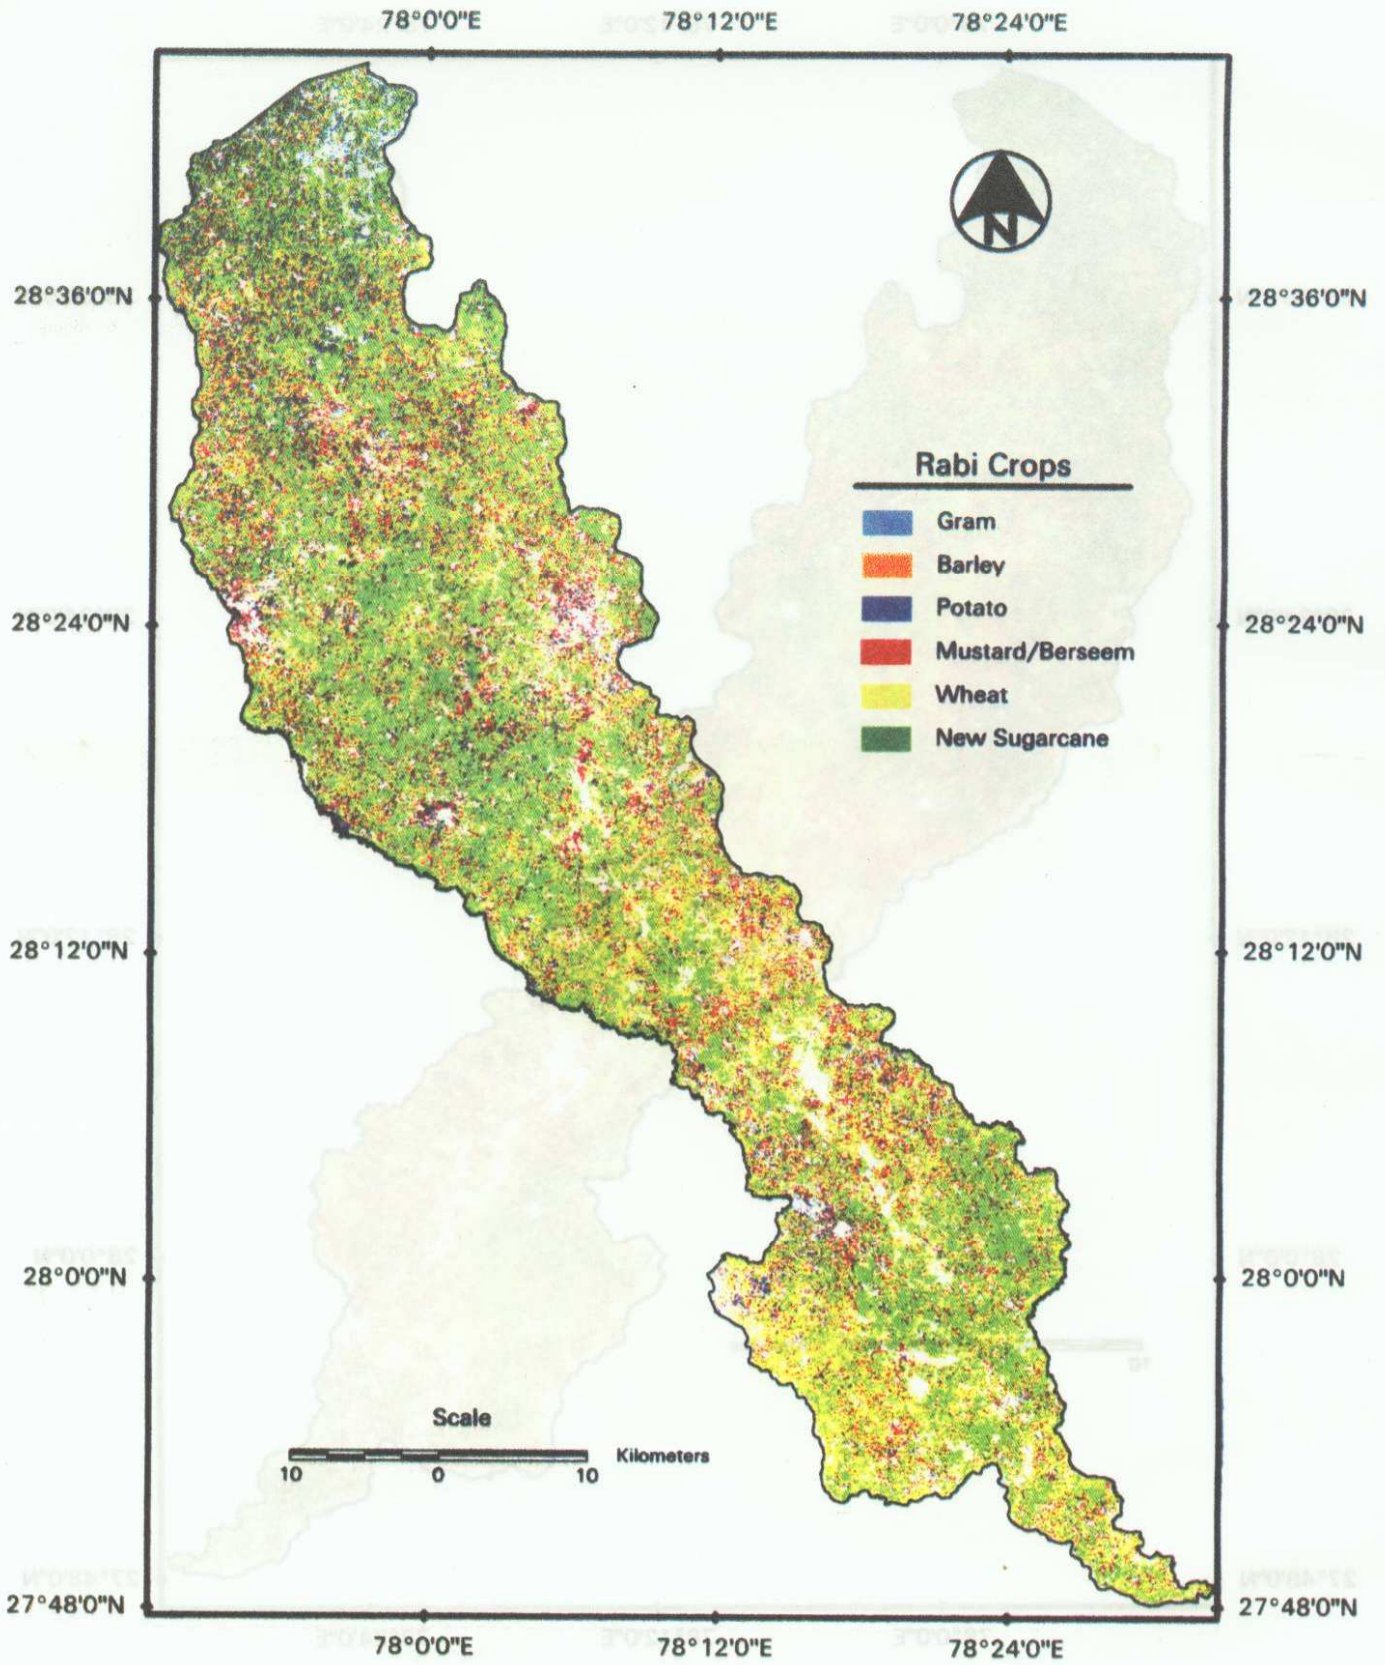 78°0'0"E 78°12'0"E 78°24'0"E
N
28°36'0"N 28°36'0"N
Rabi Crops
Gram
Barley
28°24'0"N Potato 28°24'0"N
Mustard/Berseem
Wheat
New Sugarcane
28°12'0"N 28°12'0"N
28°0'0"N 28°0'0"N
Scale
Kilometers
10 0 10
27°48'0"N 27°48'0"N
78°0'0"E 78°12'0"E 78°24'0"E